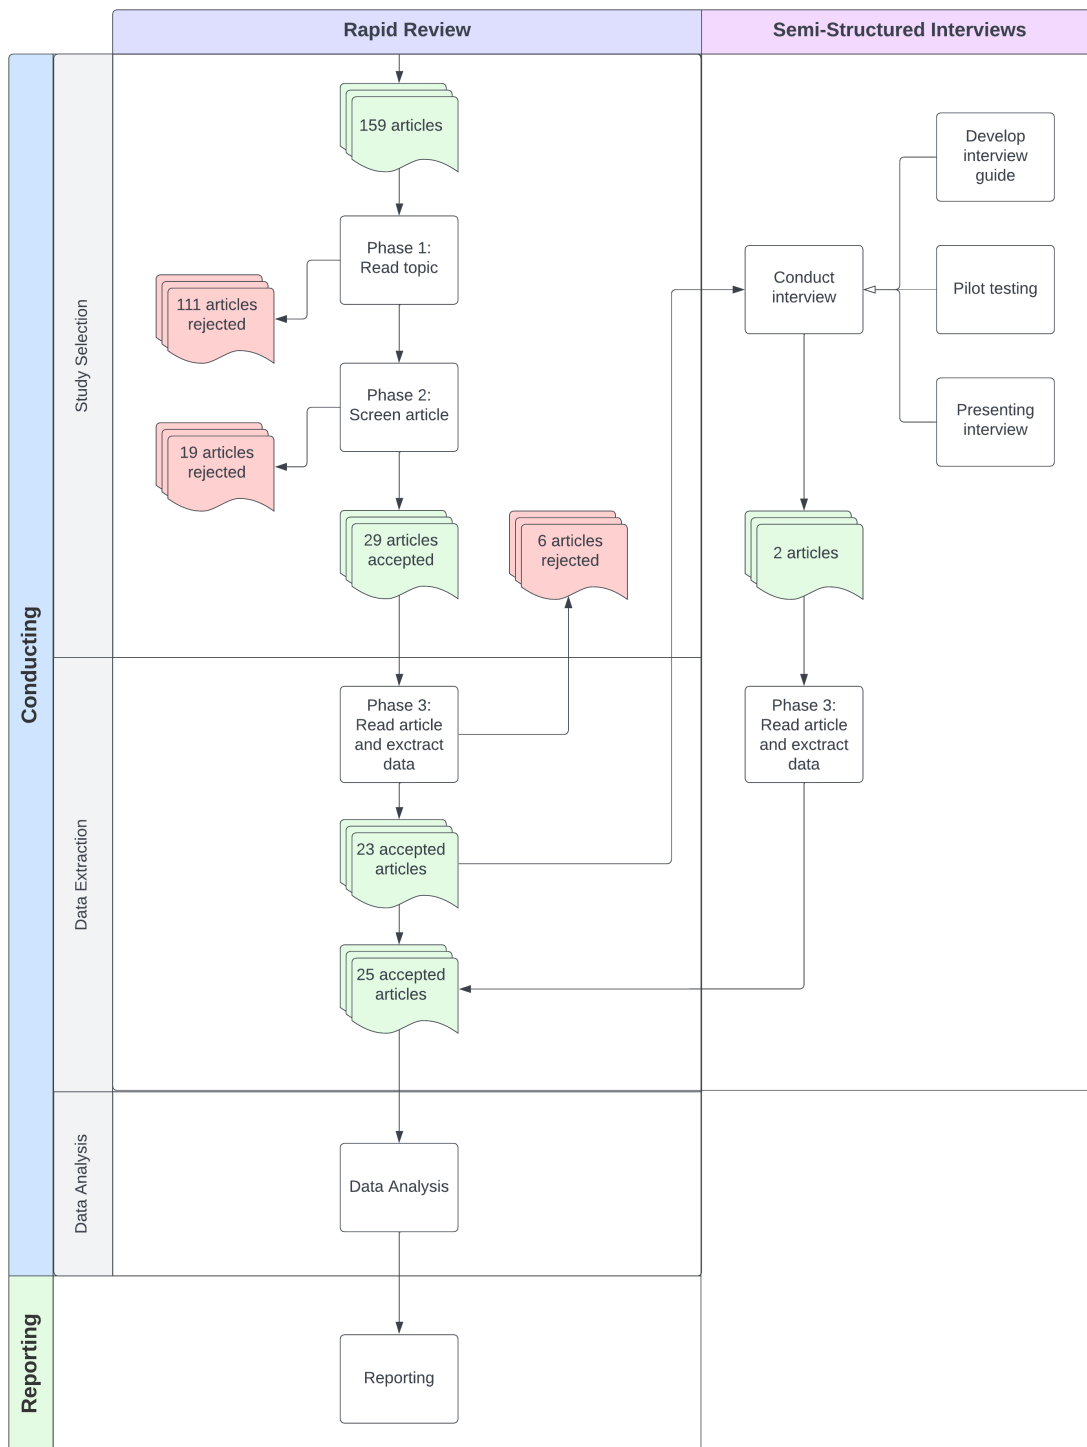 Rapid Review
Semi-Structured Interviews
Conducting
Study Selection
159 articles
Phase 1:
Read topic
111 articles
rejected
Phase 2:
Screen article
19 articles
rejected
29 articles
accepted
6 articles
rejected
Develop
interview
guide
Conduct
interview
Pilot testing
Presenting
interview
2 articles
Data Extraction
Phase 3:
Read article
and exctract
data
Phase 3:
Read article
and exctract
data
23 accepted
articles
25 accepted
articles
Data Analysis
Data Analysis
Reporting
Reporting